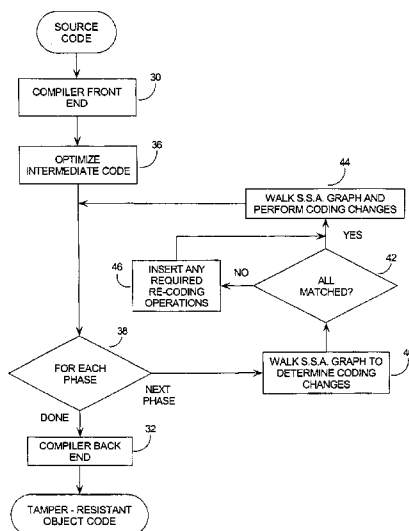 SOURCE
CODE
30
COMPILER FRONT
END
36
OPTIMIZE
INTERMEDIATE CODE
44
WALK S.S.A. GRAPH AND
PERFORM CODING CHANGES
YES
46
INSERT ANY
REQUIRED
RE-CODING
OPERATIONS
NO
42
ALL
MATCHED?
38
FOR EACH
PHASE
NEXT
PHASE
WALK S.S.A. GRAPH TO
DETERMINE CODING
CHANGES
DONE
32
COMPILER BACK
END
TAMPER - RESISTANT
OBJECT CODE